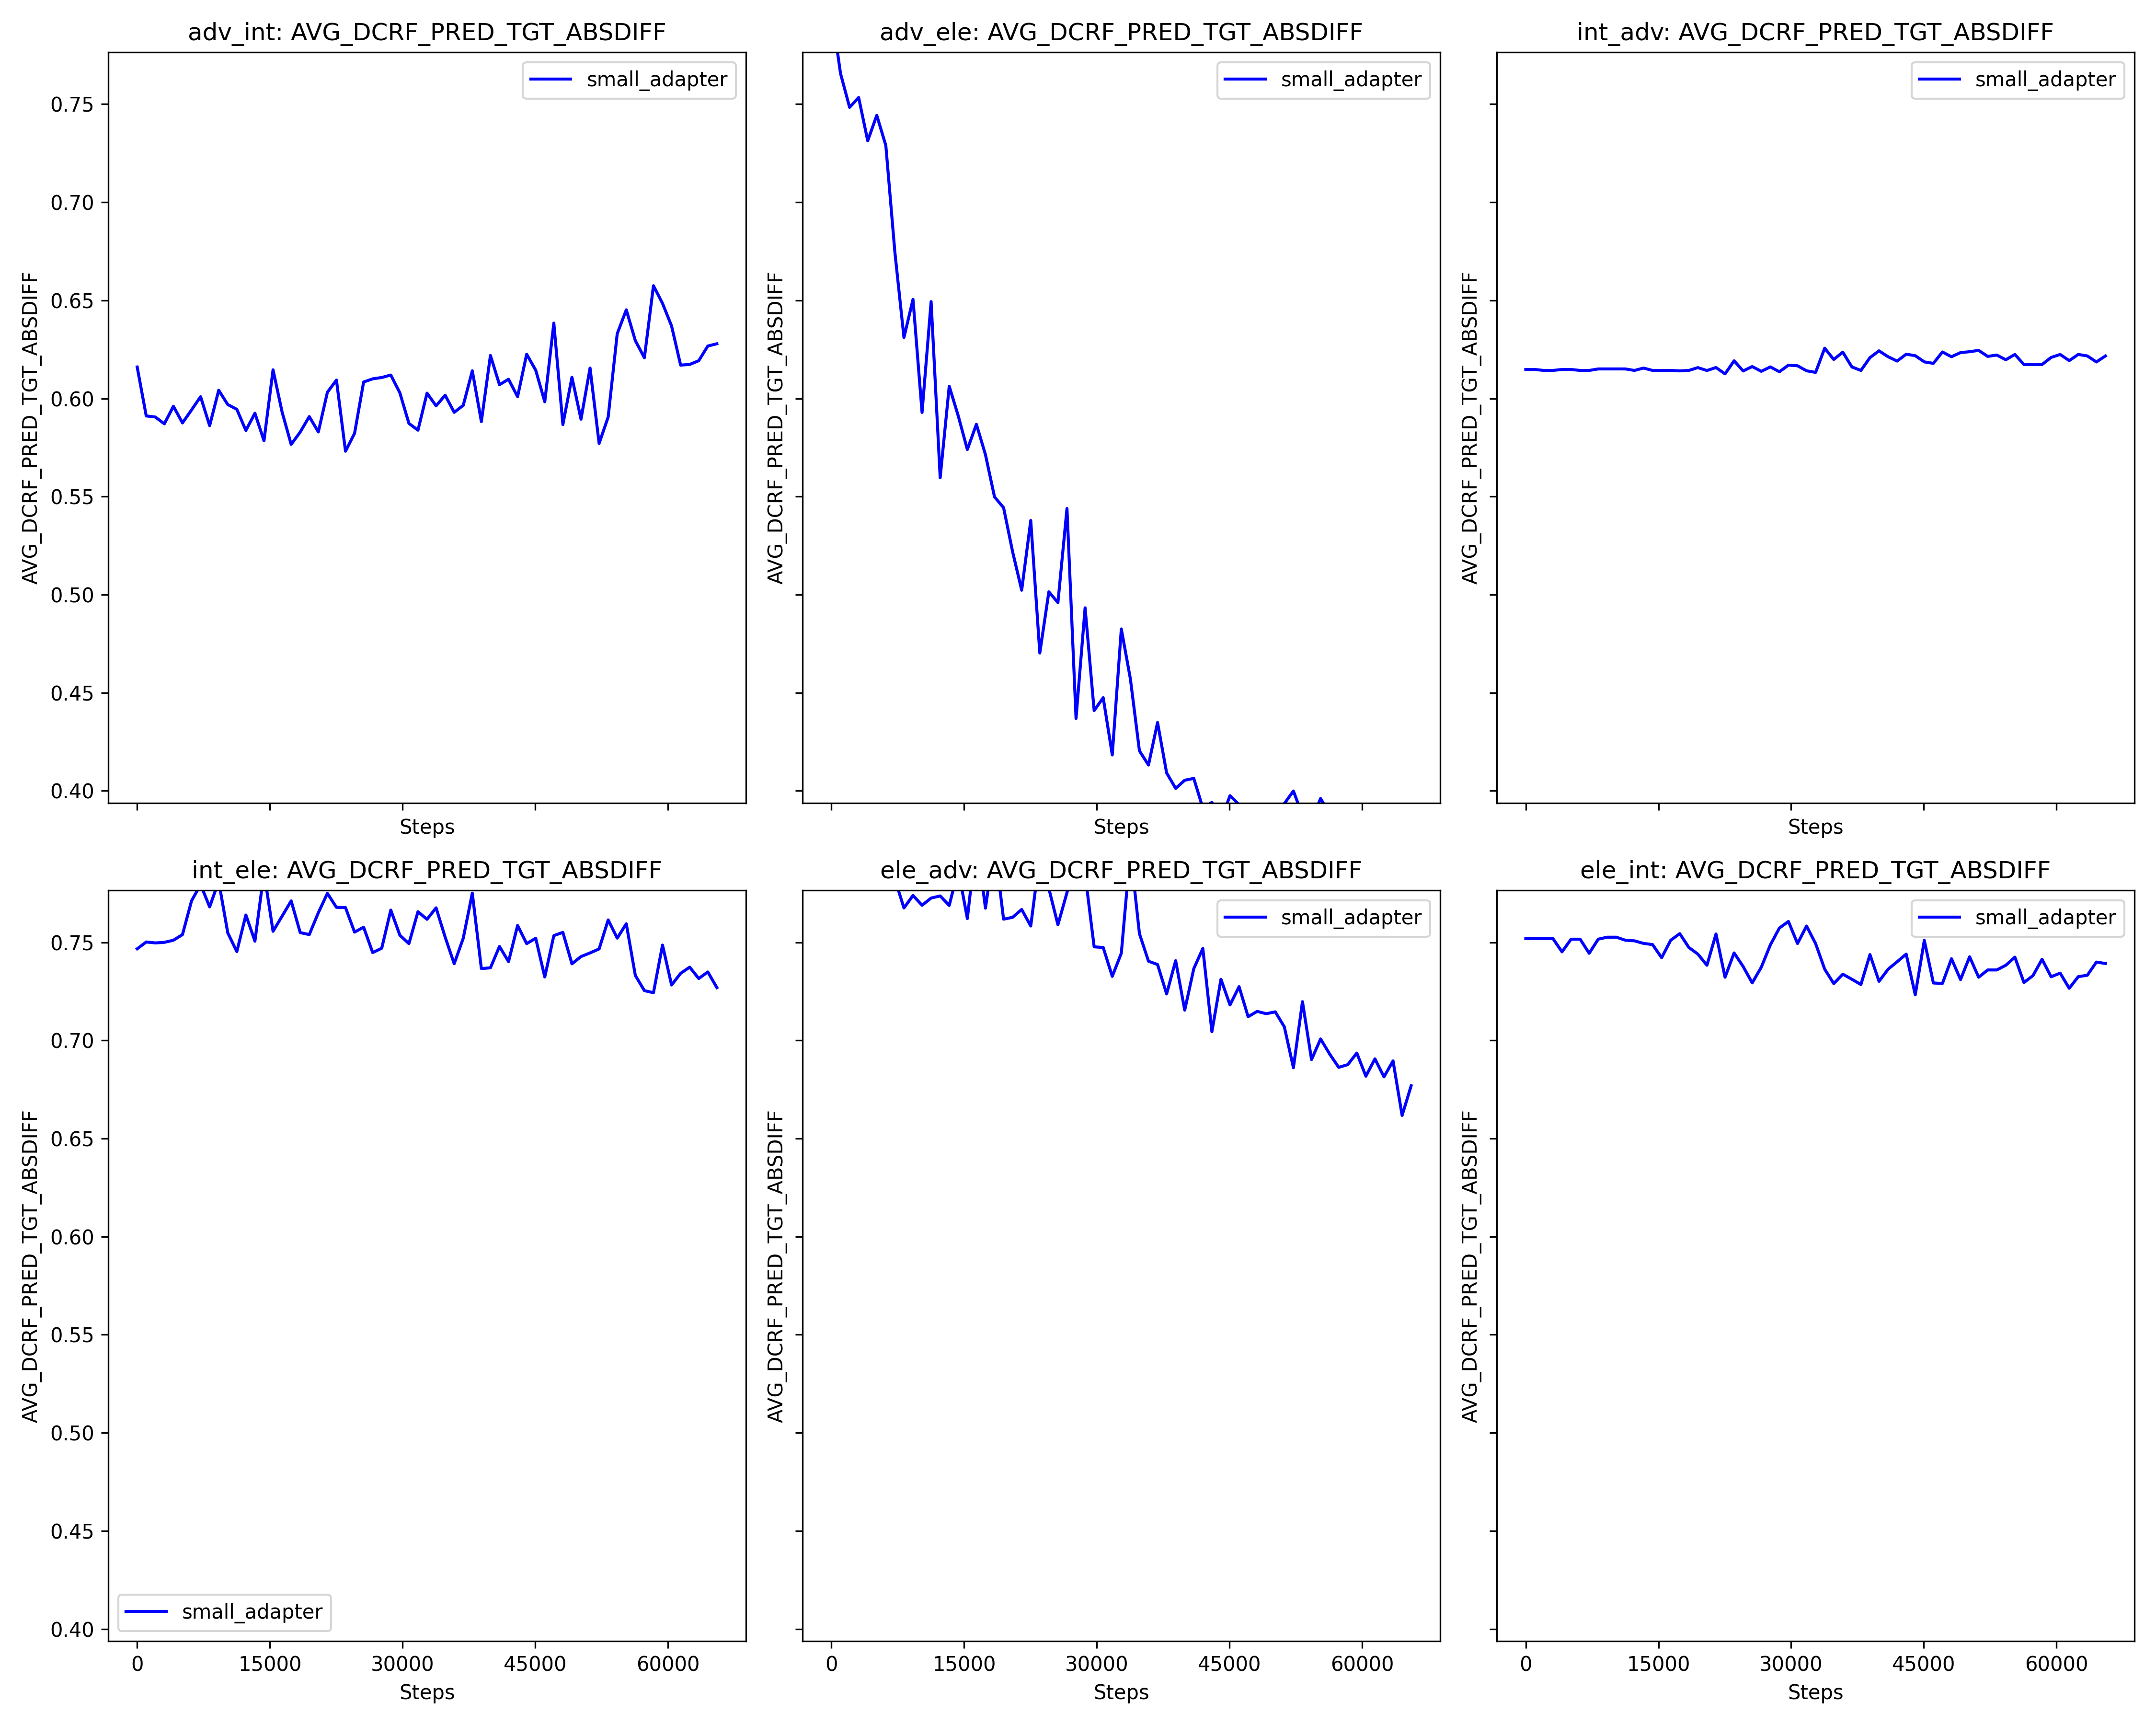 adv_int: AVG_DCRF_PRED_TGT_ABSDIFF
small_adapter
0.75
0.70
0.65
0.60
0.55
0.50
0.45
0.40
AVG_DCRF_PRED_TGT_ABSDIFF
Steps
adv_ele: AVG_DCRF_PRED_TGT_ABSDIFF
small_adapter
AVG_DCRF_PRED_TGT_ABSDIFF
Steps
int_adv: AVG_DCRF_PRED_TGT_ABSDIFF
small_adapter
AVG_DCRF_PRED_TGT_ABSDIFF
Steps
int_ele: AVG_DCRF_PRED_TGT_ABSDIFF
0.75
0.70
0.65
0.60
0.55
0.50
0.45
0.40
AVG_DCRF_PRED_TGT_ABSDIFF
small_adapter
0 15000 30000 45000 60000
Steps
ele_adv: AVG_DCRF_PRED_TGT_ABSDIFF
small_adapter
AVG_DCRF_PRED_TGT_ABSDIFF
0 15000 30000 45000 60000
Steps
ele_int: AVG_DCRF_PRED_TGT_ABSDIFF
small_adapter
AVG_DCRF_PRED_TGT_ABSDIFF
0 15000 30000 45000 60000
Steps